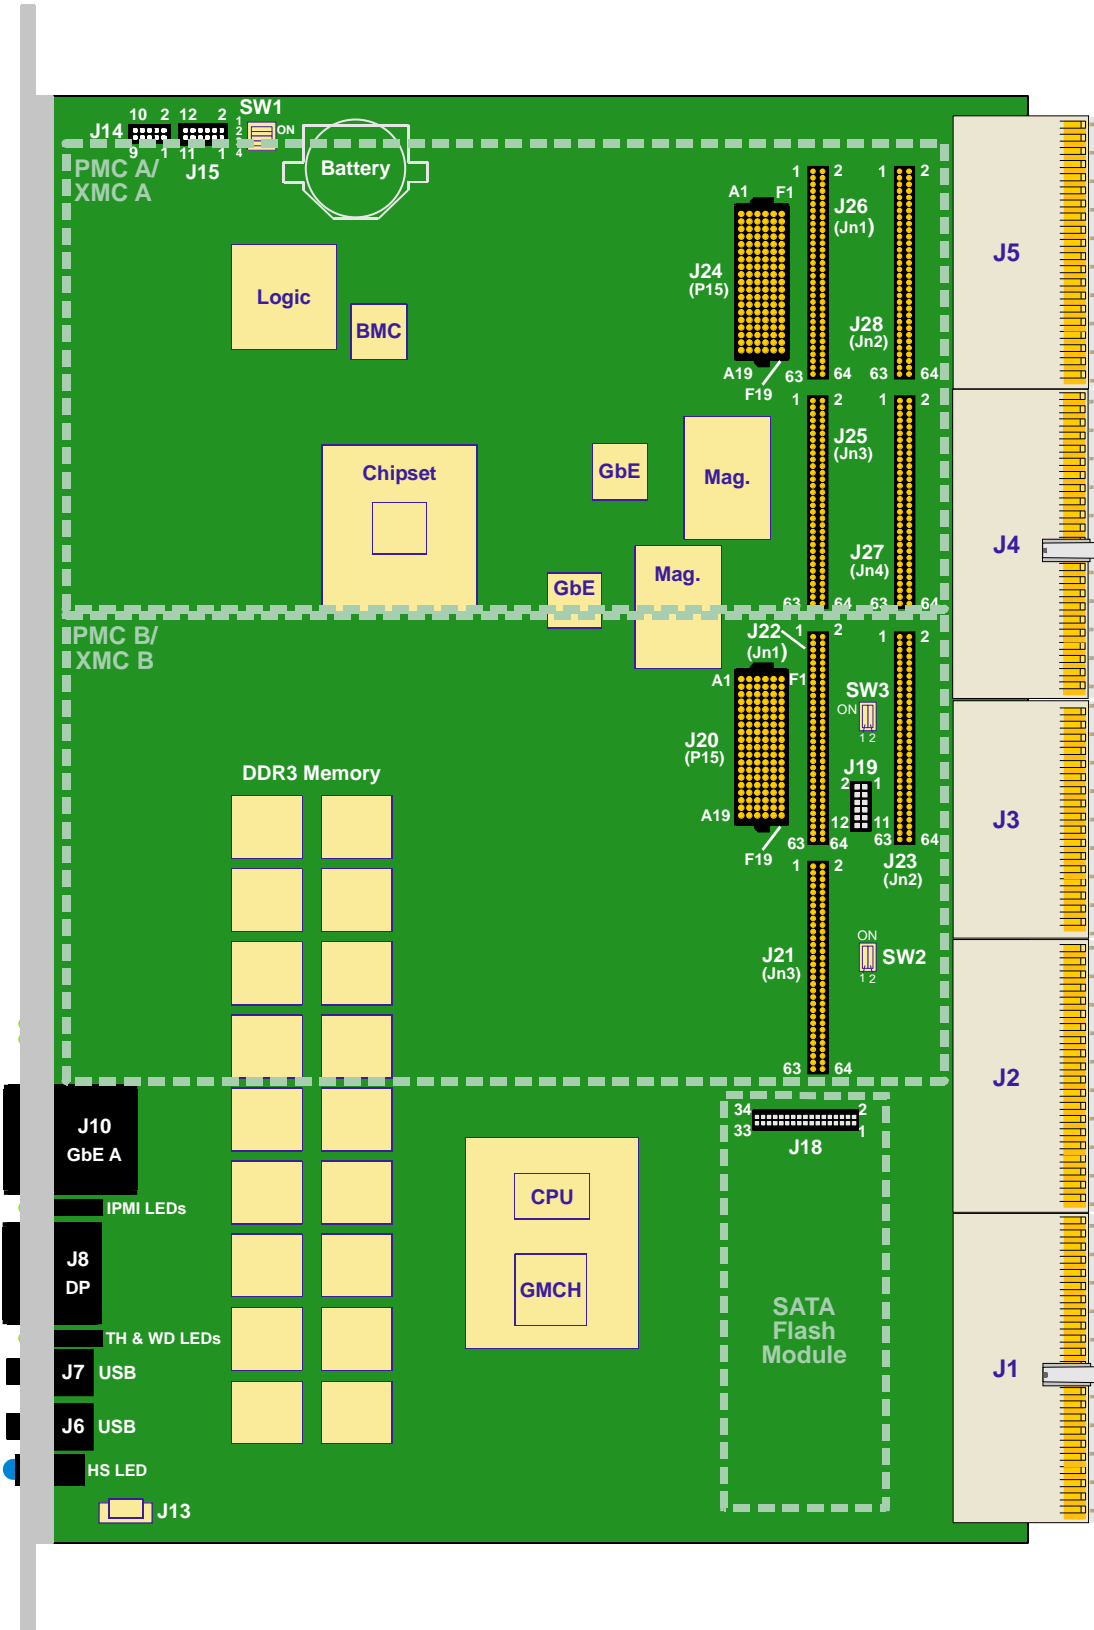 10 2 12 2 SW1
J14
1
2
3
4
ON
9 1 11 1
J15
PMC A/
XMC A
Battery
1 2 1 2
A1 F1
J26
(Jn1)
J5
J24
(P15)
Logic
BMC
J28
(Jn2)
A19
F19
63 64 63 64
1 2 1 2
J25
(Jn3)
Chipset
GbE
Mag.
J27
(Jn4)
J4
GbE
Mag.
63 64 63 64
PMC B/
XMC B
J22
(Jn1)
1 2 1 2
A1 F1
SW3
ON
1 2
J20
(P15)
J19
2 1
DDR3 Memory
J3
A19
F19
12 11
63 64 63 64
J23
(Jn2)
1 2
ON
J21
(Jn3)
SW2
1 2
63 64
J2
34 2
33 1
J18
J10
GbE A
CPU
IPMI LEDs
J8
DP
GMCH
SATA
Flash
Module
TH & WD LEDs
J7 USB
J1
J6 USB
HS LED
J13